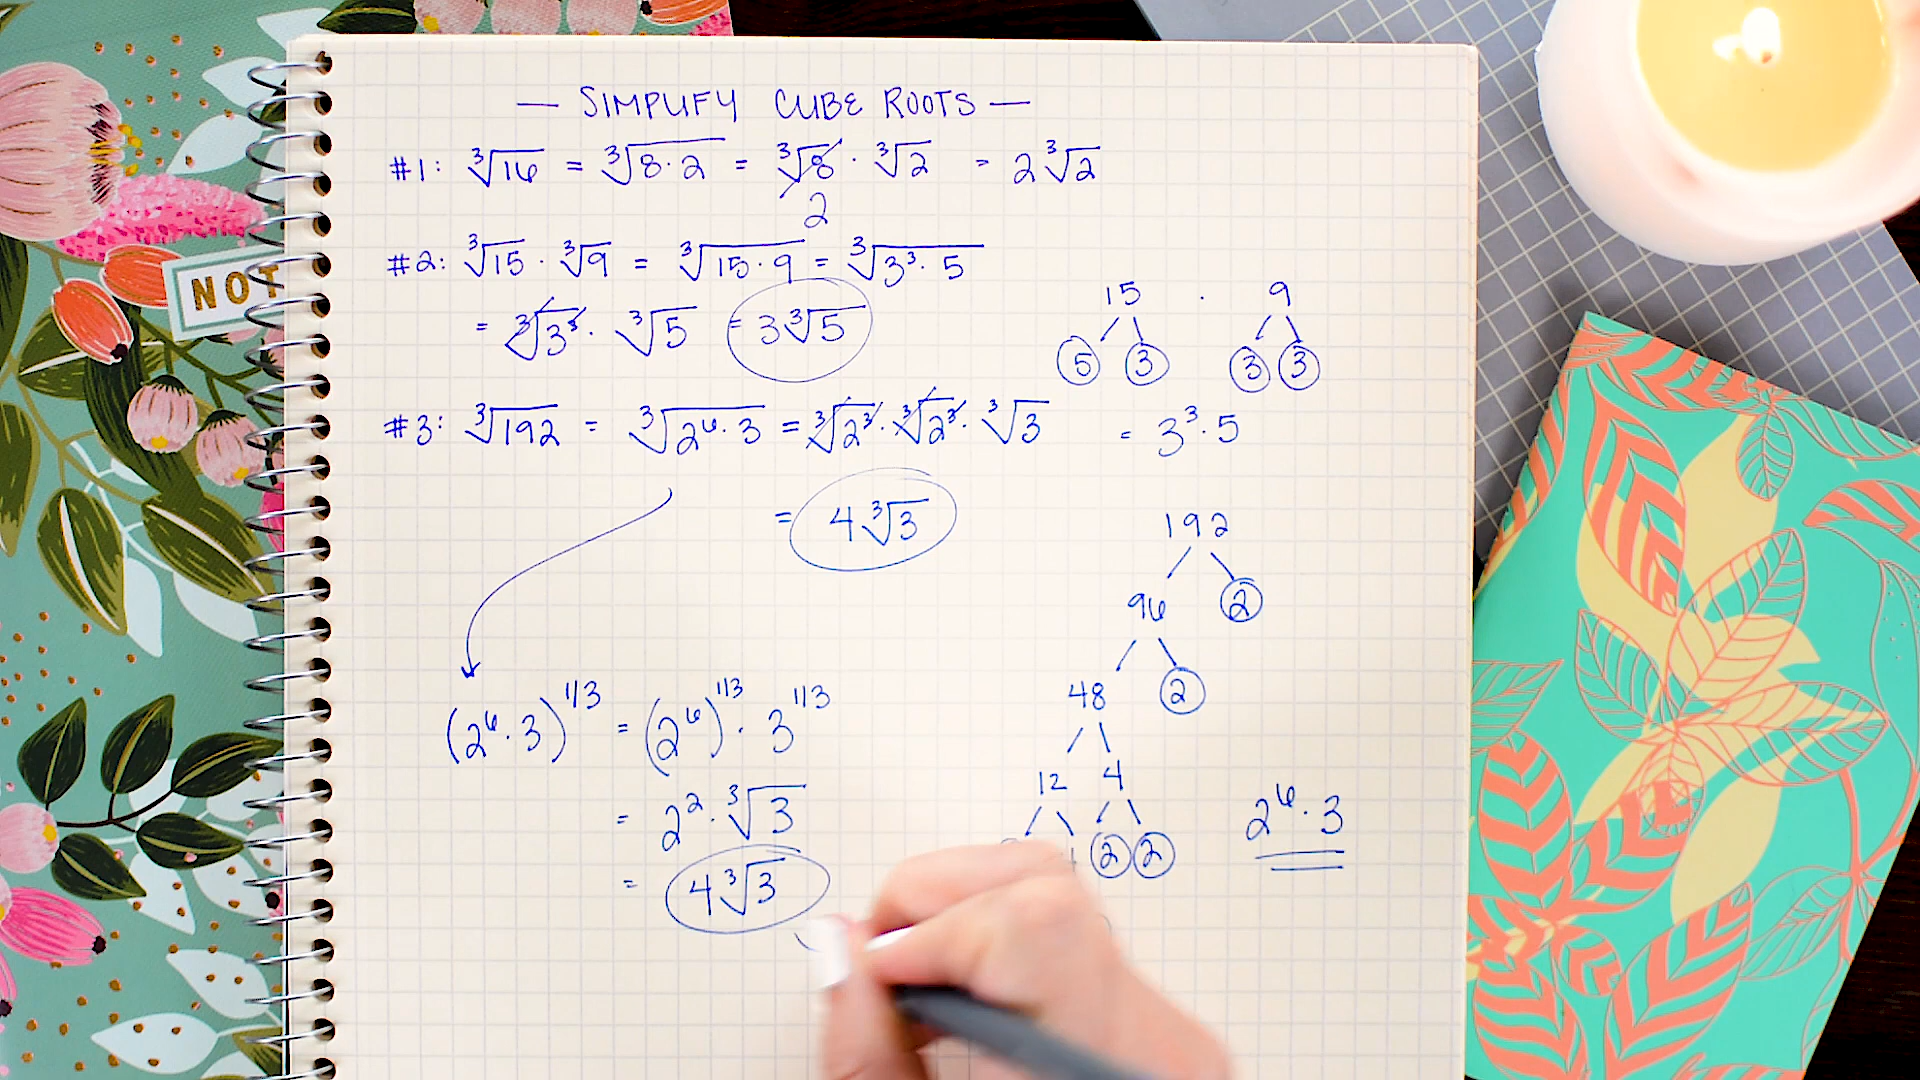 — SIMPLIFY CUBE ROOTS —
#1: ∛16 = ∛8·2 = ∛8 · ∛2 = 2∛2
2
#2: ∛15 · ∛9 = ∛15·9 = ∛3³·5
= ∛3³ · ∛5 = 3∛5
15 · 9
5 3 3 3
= 3³·5
#3: ∛192 = ∛2⁶·3 = ∛2³ · ∛2³ · ∛3
= 4∛3
192
96 2
48 2
12 4
2 2
2⁶·3
(2⁶·3)^1/3 = (2⁶)^1/3 · 3^1/3
= 2² · ∛3
= 4∛3
NOT